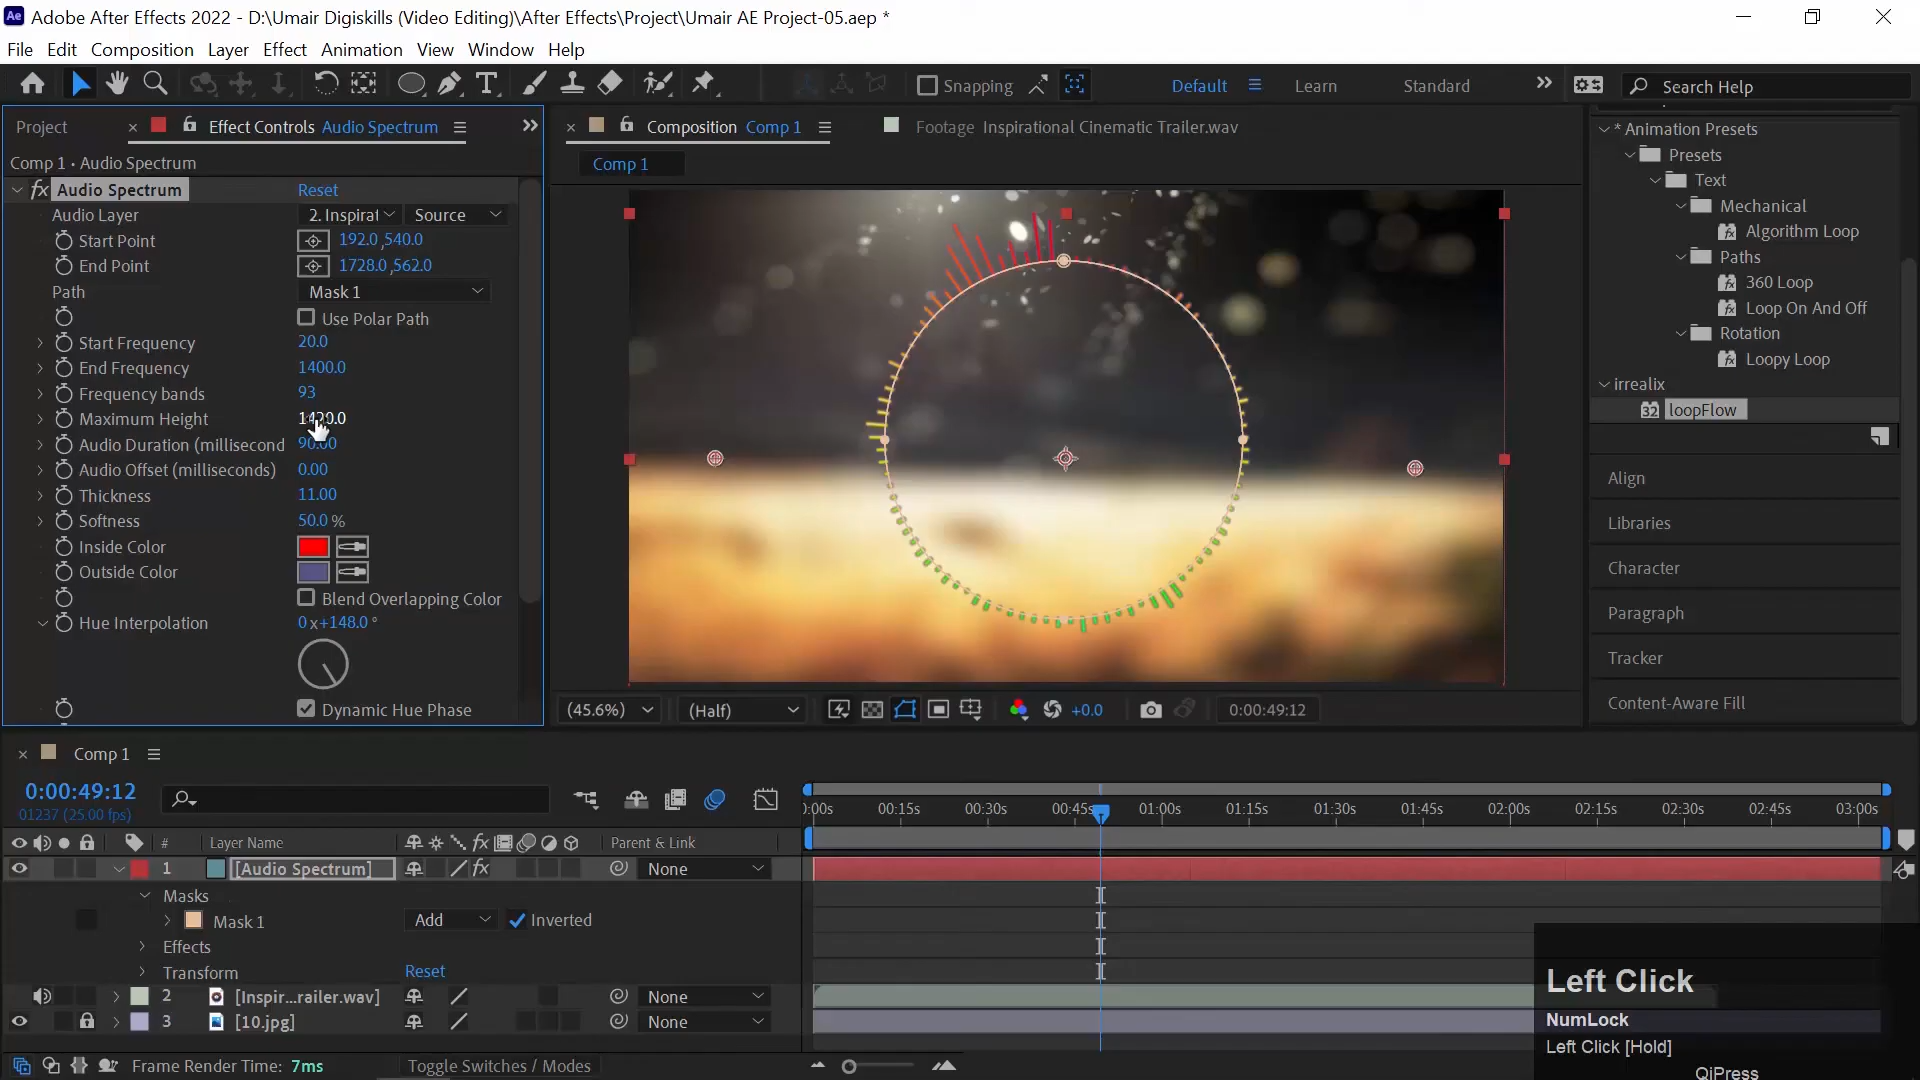 Adobe After Effects 2022 - D:\Umair Digiskills (Video Editing)\After Effects\Project\Umair AE Project-05.aep *
File Edit Composition Layer Effect Animation View Window Help
Snapping Default Learn Standard Search Help
Project Effect Controls Audio Spectrum
Composition Comp 1 Footage Inspirational Cinematic Trailer.wav
* Animation Presets
Comp 1 • Audio Spectrum
Comp 1
Presets
fx Audio Spectrum Reset
Text
Audio Layer 2. Inspirat Source
Mechanical
Start Point 192.0 ,540.0
Algorithm Loop
End Point 1728.0 ,562.0
Paths
Path Mask 1
360 Loop
Use Polar Path
Loop On And Off
Start Frequency 20.0
Rotation
End Frequency 1400.0
Loopy Loop
Frequency bands 93
irrealix
Maximum Height
32 loopFlow
Audio Duration (millisecond 90.00
Audio Offset (milliseconds) 0.00
Align
Thickness 11.00
Softness 50.0 %
Libraries
Inside Color
Outside Color
Character
Blend Overlapping Color
Hue Interpolation 0 x +148.0 °
Paragraph
Tracker
Dynamic Hue Phase
Content-Aware Fill
(45.6%) (Half) +0.0 0:00:49:12
Comp 1
0:00:49:12
01237 (25.00 fps)
0:00s 00:15s 00:30s 00:45s 01:00s 01:15s 01:30s 01:45s 02:00s 02:15s 02:30s 02:45s 03:00s
# Layer Name fx Parent & Link
1 [Audio Spectrum] fx None
Masks
Mask 1 Add Inverted
Effects
Transform Reset
2 [Inspir...railer.wav] None
3 [10.jpg] None
Frame Render Time: 7ms Toggle Switches / Modes
Left Click
NumLock
Left Click [Hold]
QiPress